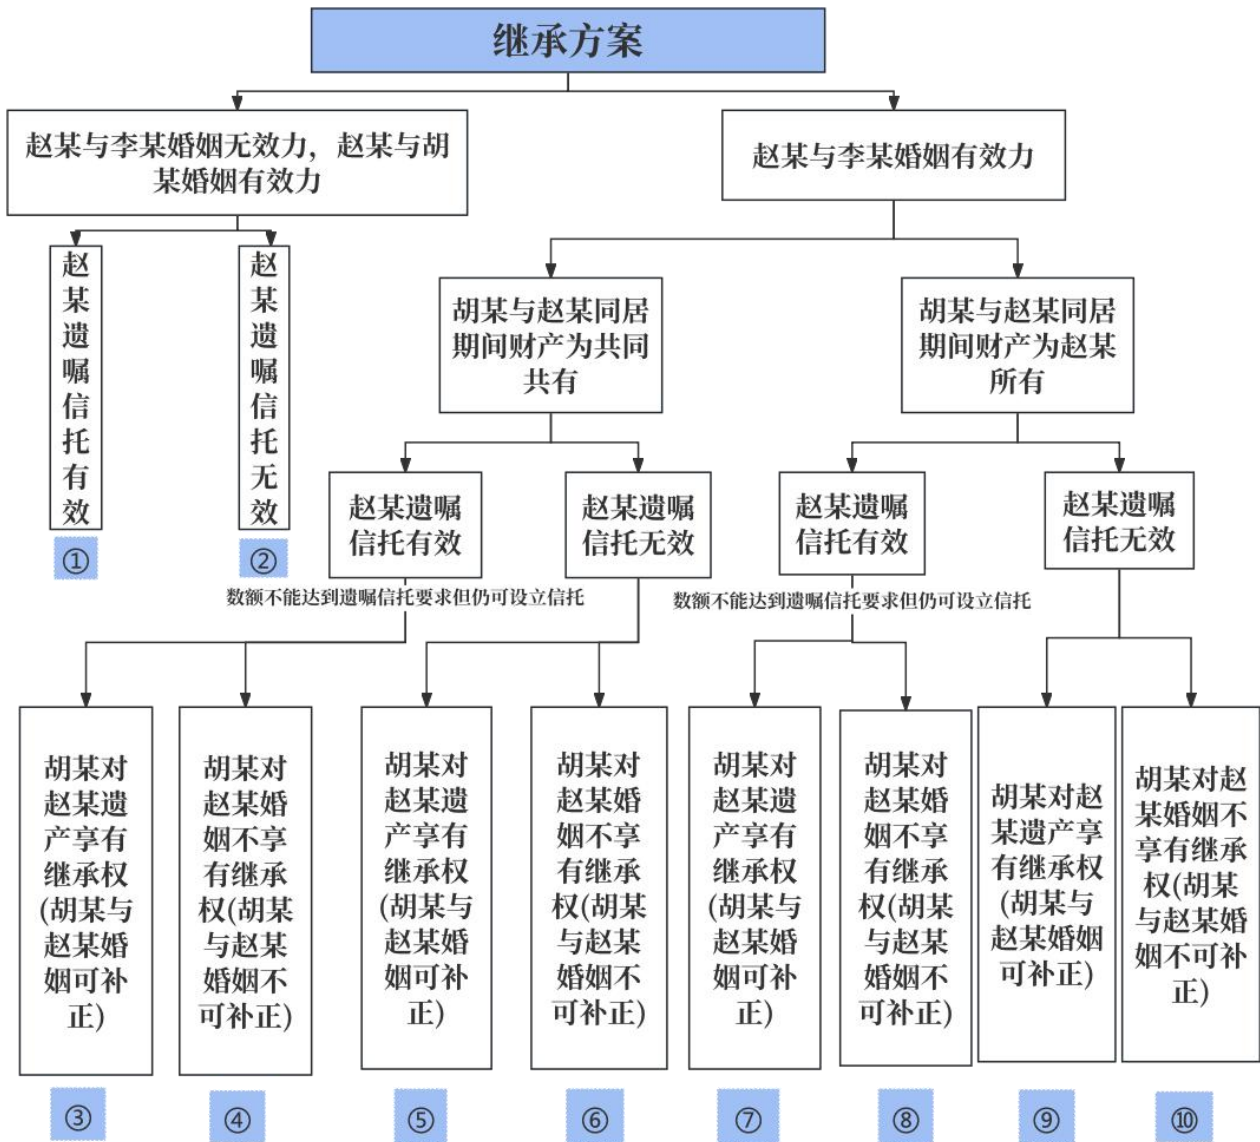 继承方案
赵某与李某婚姻无效力，赵某与胡
某婚姻有效力
赵某与李某婚姻有效力
赵
某
遗
嘱
信
托
有
效
①
赵
某
遗
嘱
信
托
无
效
②
胡某与赵某同居
期间财产为共同
共有
胡某与赵某同居
期间财产为赵某
所有
赵某遗嘱
信托有效
赵某遗嘱
信托无效
赵某遗嘱
信托有效
赵某遗嘱
信托无效
数额不能达到遗嘱信托要求但仍可设立信托
数额不能达到遗嘱信托要求但仍可设立信托
胡某对
赵某遗
产享有
继承权
(胡某与
赵某婚
姻可补
正)
③
胡某对
赵某婚
姻不享
有继承
权(胡某
与赵某
婚姻不
可补正)
④
胡某对
赵某遗
产享有
继承权
(胡某与
赵某婚
姻可补
正)
⑤
胡某对
赵某婚
姻不享
有继承
权(胡某
与赵某
婚姻不
可补正)
⑥
胡某对
赵某遗
产享有
继承权
(胡某与
赵某婚
姻可补
正)
⑦
胡某对
赵某婚
姻不享
有继承
权(胡某
与赵某
婚姻不
可补正)
⑧
胡某对赵
某遗产享
有继承权
(胡某与
赵某婚姻
可补正)
⑨
胡某对赵
某婚姻不
享有继承
权(胡某
与赵某婚
姻不可补
正)
⑩